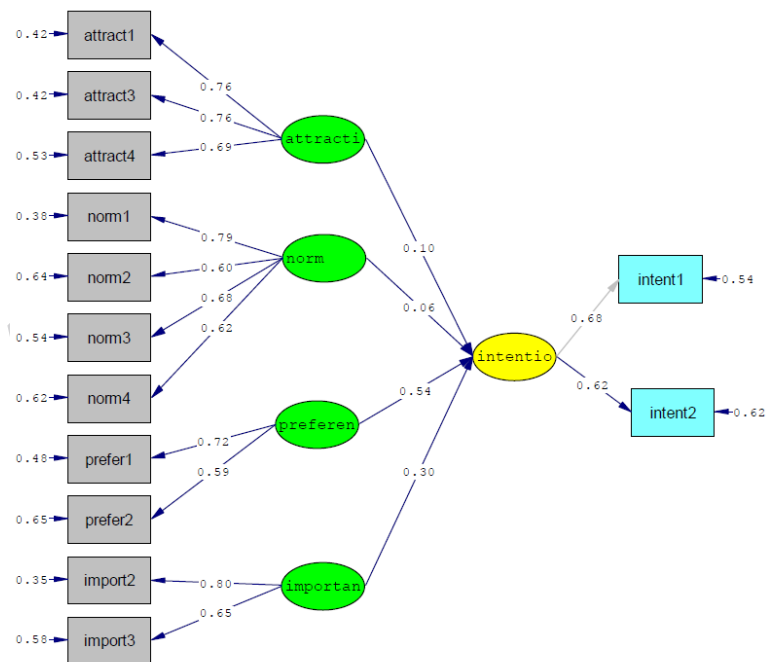 0.42 attract1
0.76
0.42 attract3
0.76
0.53 attract4
0.69
attracti
0.38 norm1
0.79
0.64 norm2
0.60
norm
0.10
0.68
0.54 norm3
0.62
0.06
0.62 norm4
intent1 0.54
0.68
intentio
0.62
intent2 0.62
0.54
preferen
0.72
0.48 prefer1
0.59
0.65 prefer2
0.30
0.35 import2
0.80
importan
0.65
0.58 import3